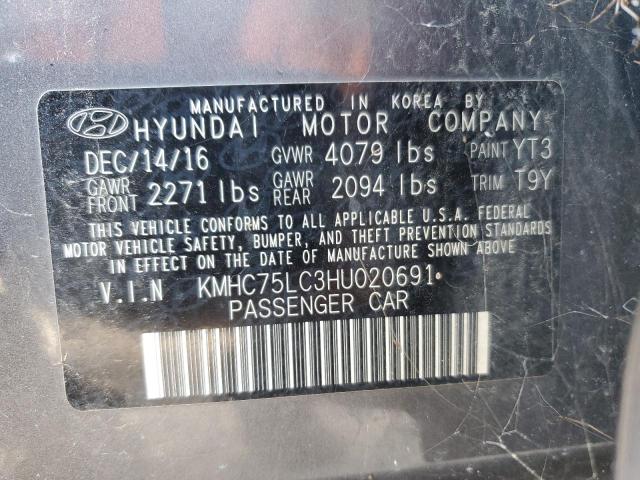 MANUFACTURED IN KOREA BY
HYUNDAI MOTOR COMPANY
DEC/14/16 GVWR 4079 lbs PAINT YT3
GAWR FRONT 2271 lbs GAWR REAR 2094 lbs TRIM T9Y
THIS VEHICLE CONFORMS TO ALL APPLICABLE U.S.A. FEDERAL
MOTOR VEHICLE SAFETY, BUMPER, AND THEFT PREVENTION STANDARDS
IN EFFECT ON THE DATE OF MANUFACTURE SHOWN ABOVE
V.I.N KMHC75LC3HU020691
PASSENGER CAR